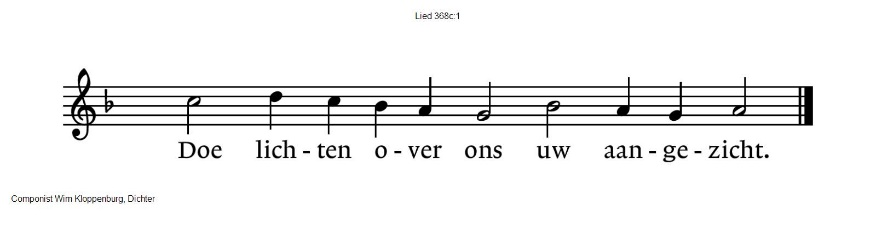 Lied 368c:1
Doe lich - ten o - ver ons uw aan - ge - zicht.
Componist Wim Kloppenburg, Dichter